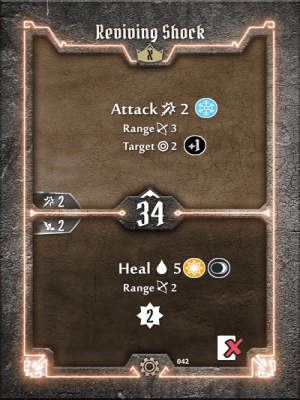 Reviving Shock
X
Attack 2
Range 3
Target 2 +1
2
34
2
Heal 5
Range 2
2
042